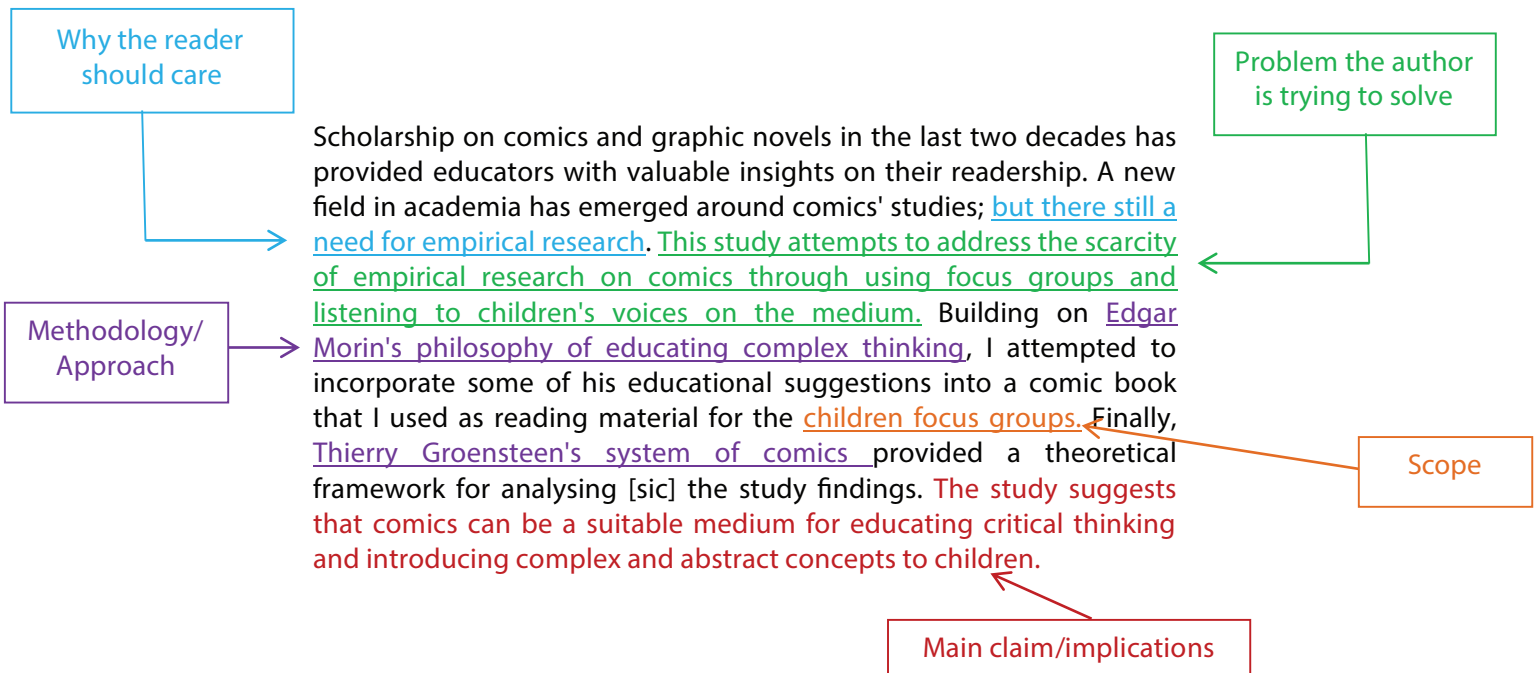 Why the reader
should care
Problem the author
is trying to solve
Scholarship on comics and graphic novels in the last two decades has
provided educators with valuable insights on their readership. A new
field in academia has emerged around comics' studies; but there still a
need for empirical research. This study attempts to address the scarcity
of empirical research on comics through using focus groups and
listening to children's voices on the medium. Building on Edgar
Morin's philosophy of educating complex thinking, I attempted to
incorporate some of his educational suggestions into a comic book
that I used as reading material for the children focus groups. Finally,
Thierry Groensteen's system of comics provided a theoretical
framework for analysing [sic] the study findings. The study suggests
that comics can be a suitable medium for educating critical thinking
and introducing complex and abstract concepts to children.
Methodology/
Approach
Scope
Main claim/implications